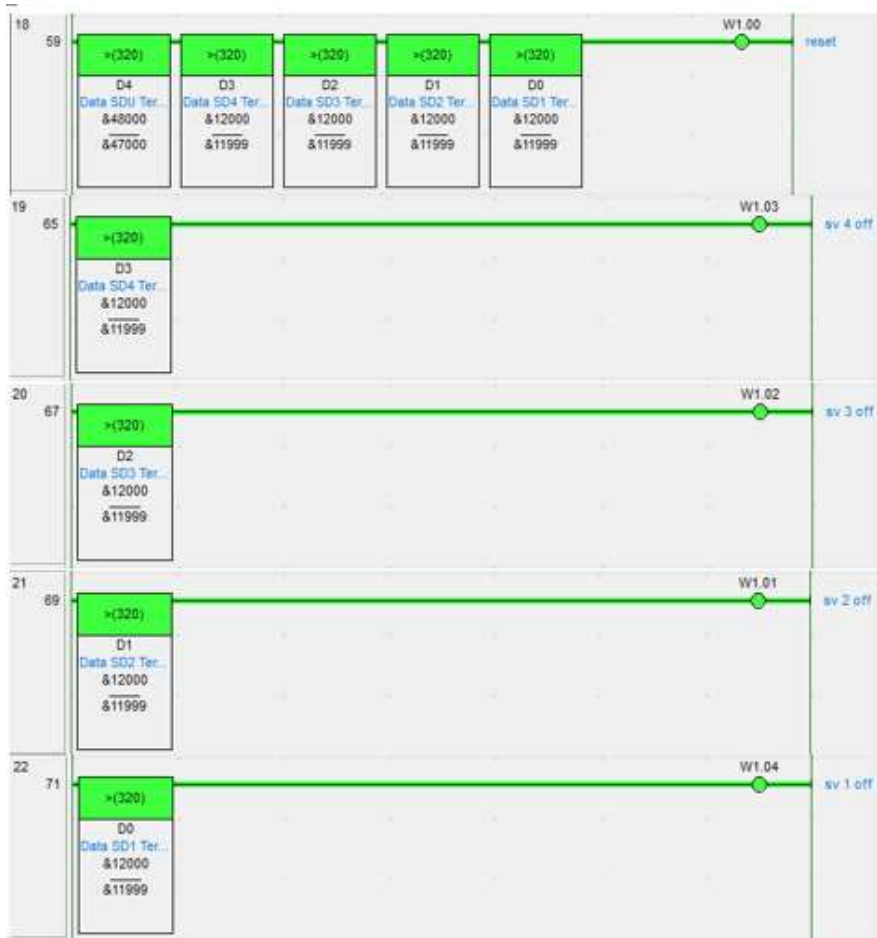 18
59
>(320)
>(320)
>(320)
>(320)
>(320)
W1.00
reset
D4
D3
D2
D1
D0
Data SDU Ter...
Data SD4 Ter...
Data SD3 Ter...
Data SD2 Ter...
Data SD1 Ter...
&48000
&12000
&12000
&12000
&12000
&47000
&11999
&11999
&11999
&11999
19
65
>(320)
W1.03
sv 4 off
D3
Data SD4 Ter...
&12000
&11999
20
67
>(320)
W1.02
sv 3 off
D2
Data SD3 Ter...
&12000
&11999
21
69
>(320)
W1.01
sv 2 off
D1
Data SD2 Ter...
&12000
&11999
22
71
>(320)
W1.04
sv 1 off
D0
Data SD1 Ter...
&12000
&11999